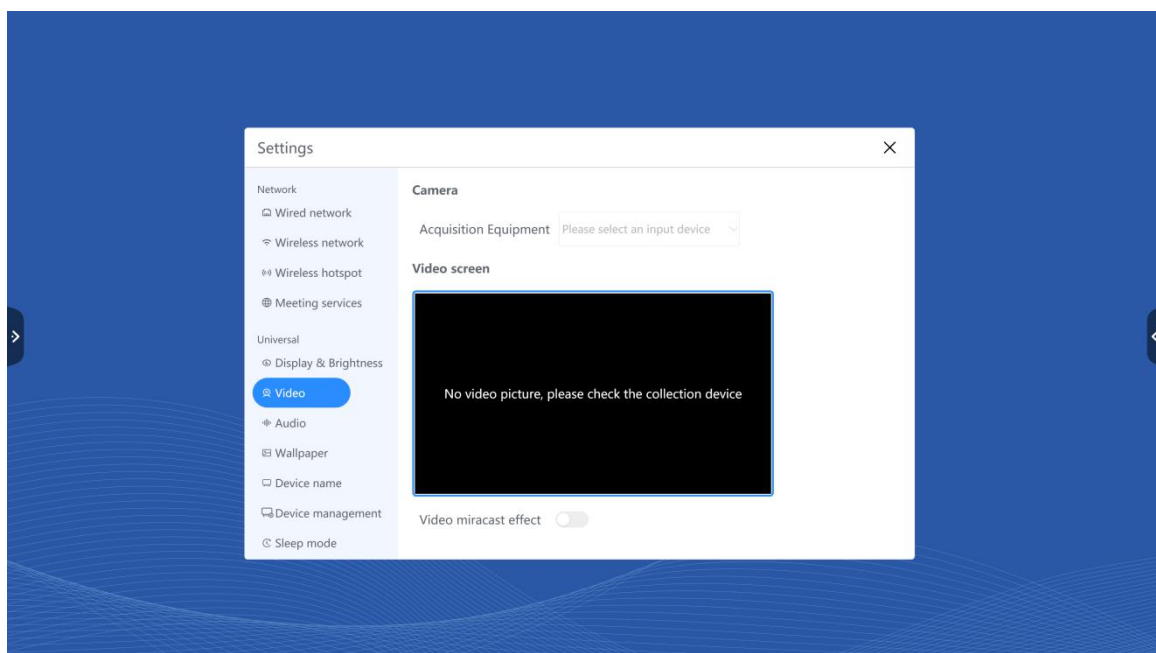 Settings
Network
Wired network
Wireless network
Wireless hotspot
Meeting services
Universal
Display & Brightness
Video
Audio
Wallpaper
Device name
Device management
Sleep mode
Camera
Acquisition Equipment Please select an input device
Video screen
No video picture, please check the collection device
Video miracast effect